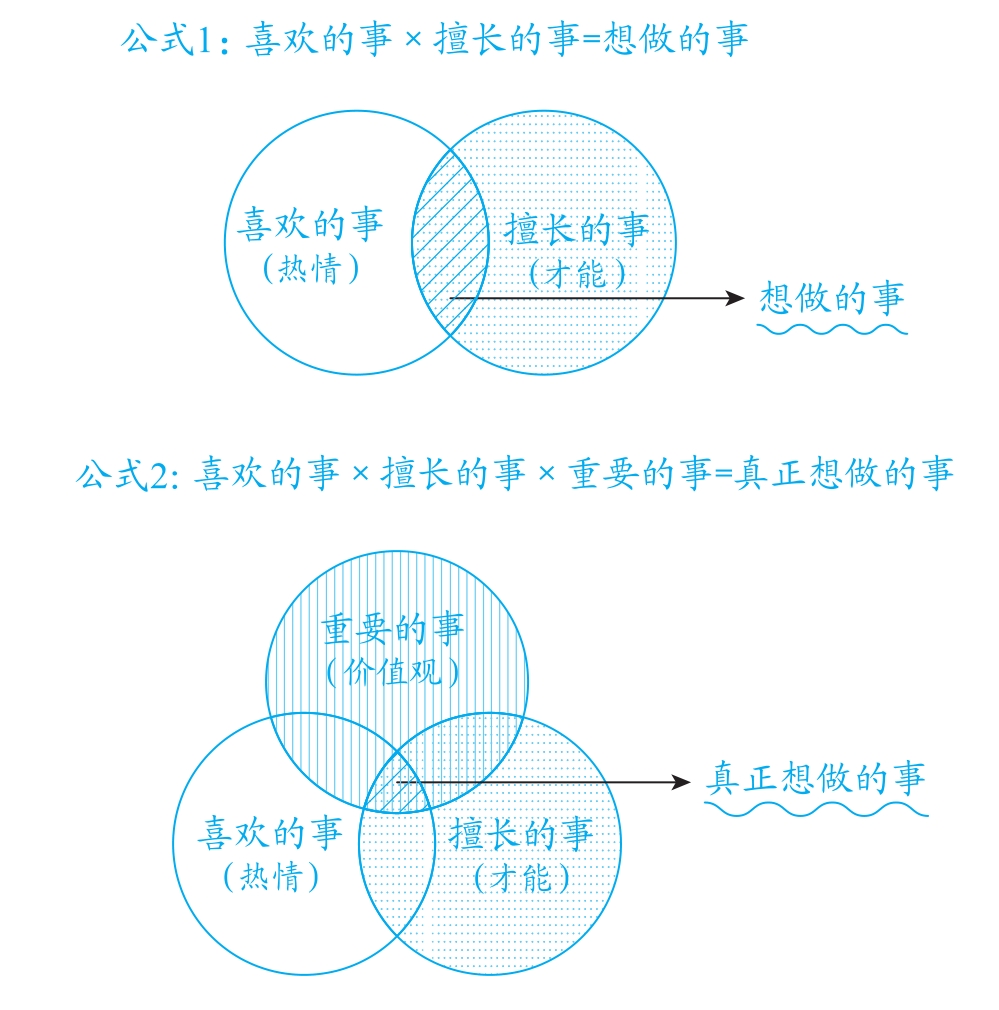 公式1：喜欢的事 × 擅长的事=想做的事
喜欢的事
（热情）
擅长的事
（才能）
想做的事
公式2：喜欢的事 × 擅长的事 × 重要的事=真正想做的事
重要的事
（价值观）
真正想做的事
喜欢的事
（热情）
擅长的事
（才能）